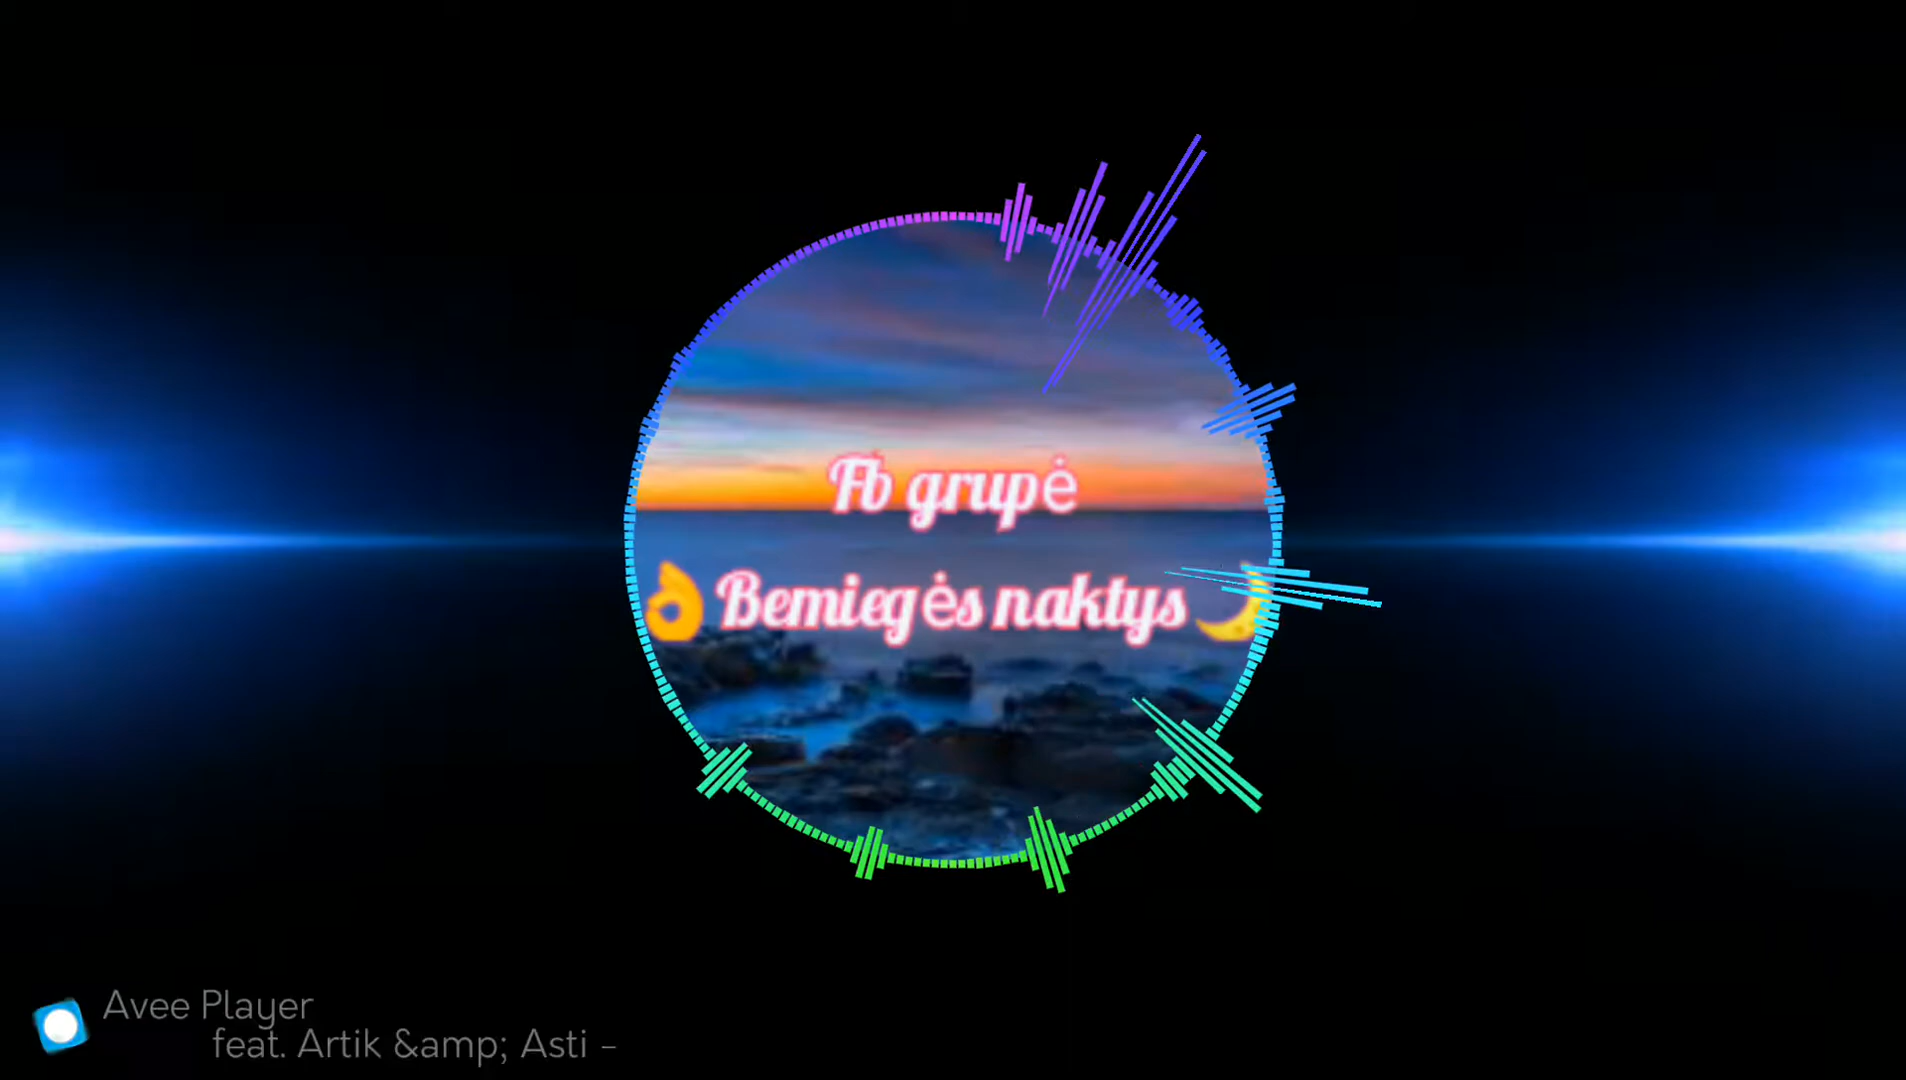 Fb grupė
👌Bemiegės naktys🌙
Avee Player
feat. Artik &amp; Asti -